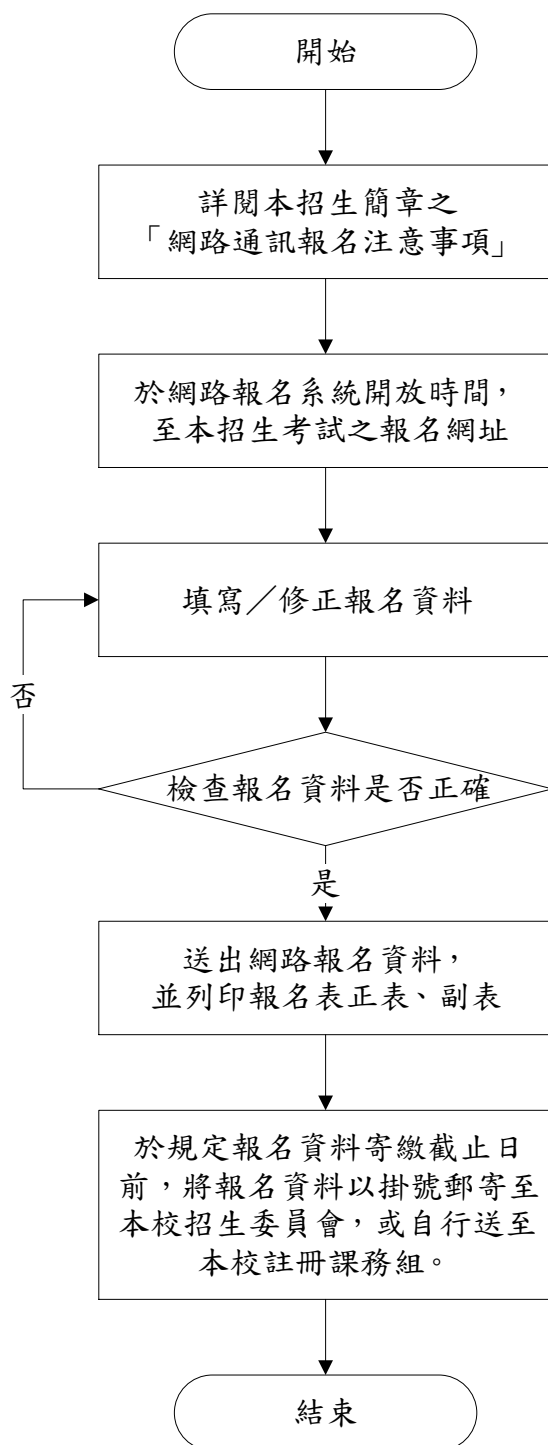 開始
詳閱本招生簡章之
「網路通訊報名注意事項」
於網路報名系統開放時間，
至本招生考試之報名網址
填寫／修正報名資料
否
檢查報名資料是否正確
是
送出網路報名資料，
並列印報名表正表、副表
於規定報名資料寄繳截止日
前，將報名資料以掛號郵寄至
本校招生委員會，或自行送至
本校註冊課務組。
結束